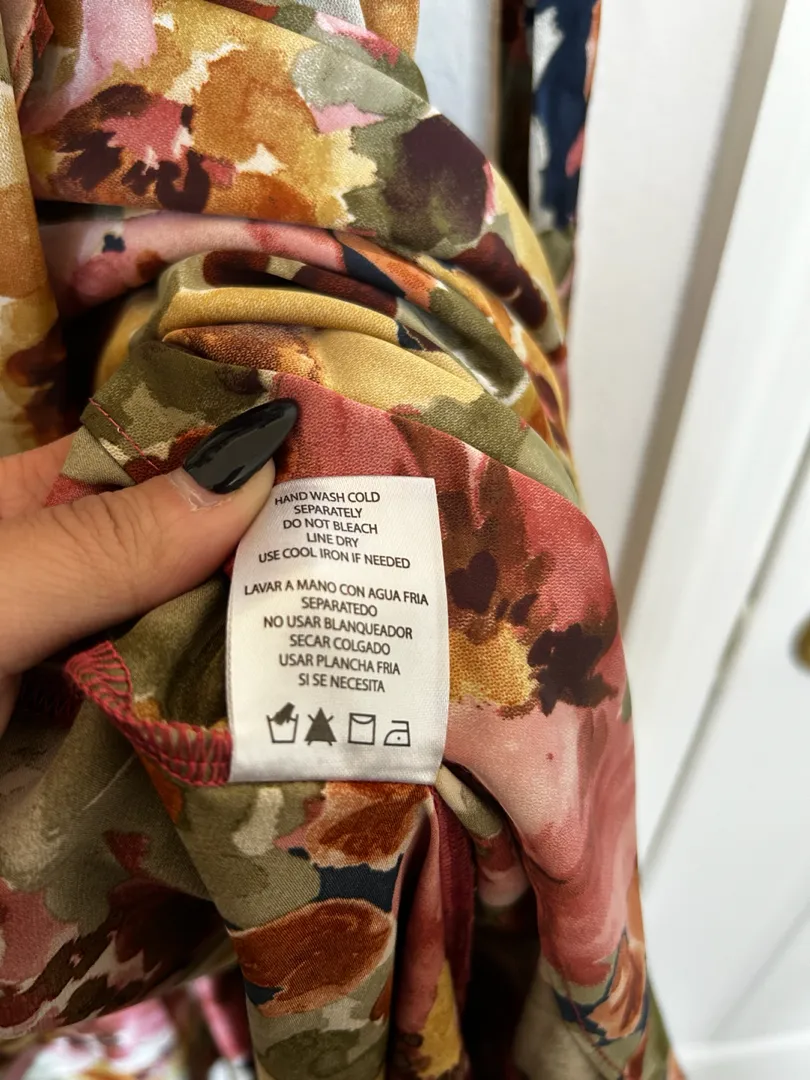 HAND WASH COLD
SEPARATELY
DO NOT BLEACH
LINE DRY
USE COOL IRON IF NEEDED
LAVAR A MANO CON AGUA FRIA
SEPARATEDO
NO USAR BLANQUEADOR
SECAR COLGADO
USAR PLANCHA FRIA
SI SE NECESITA